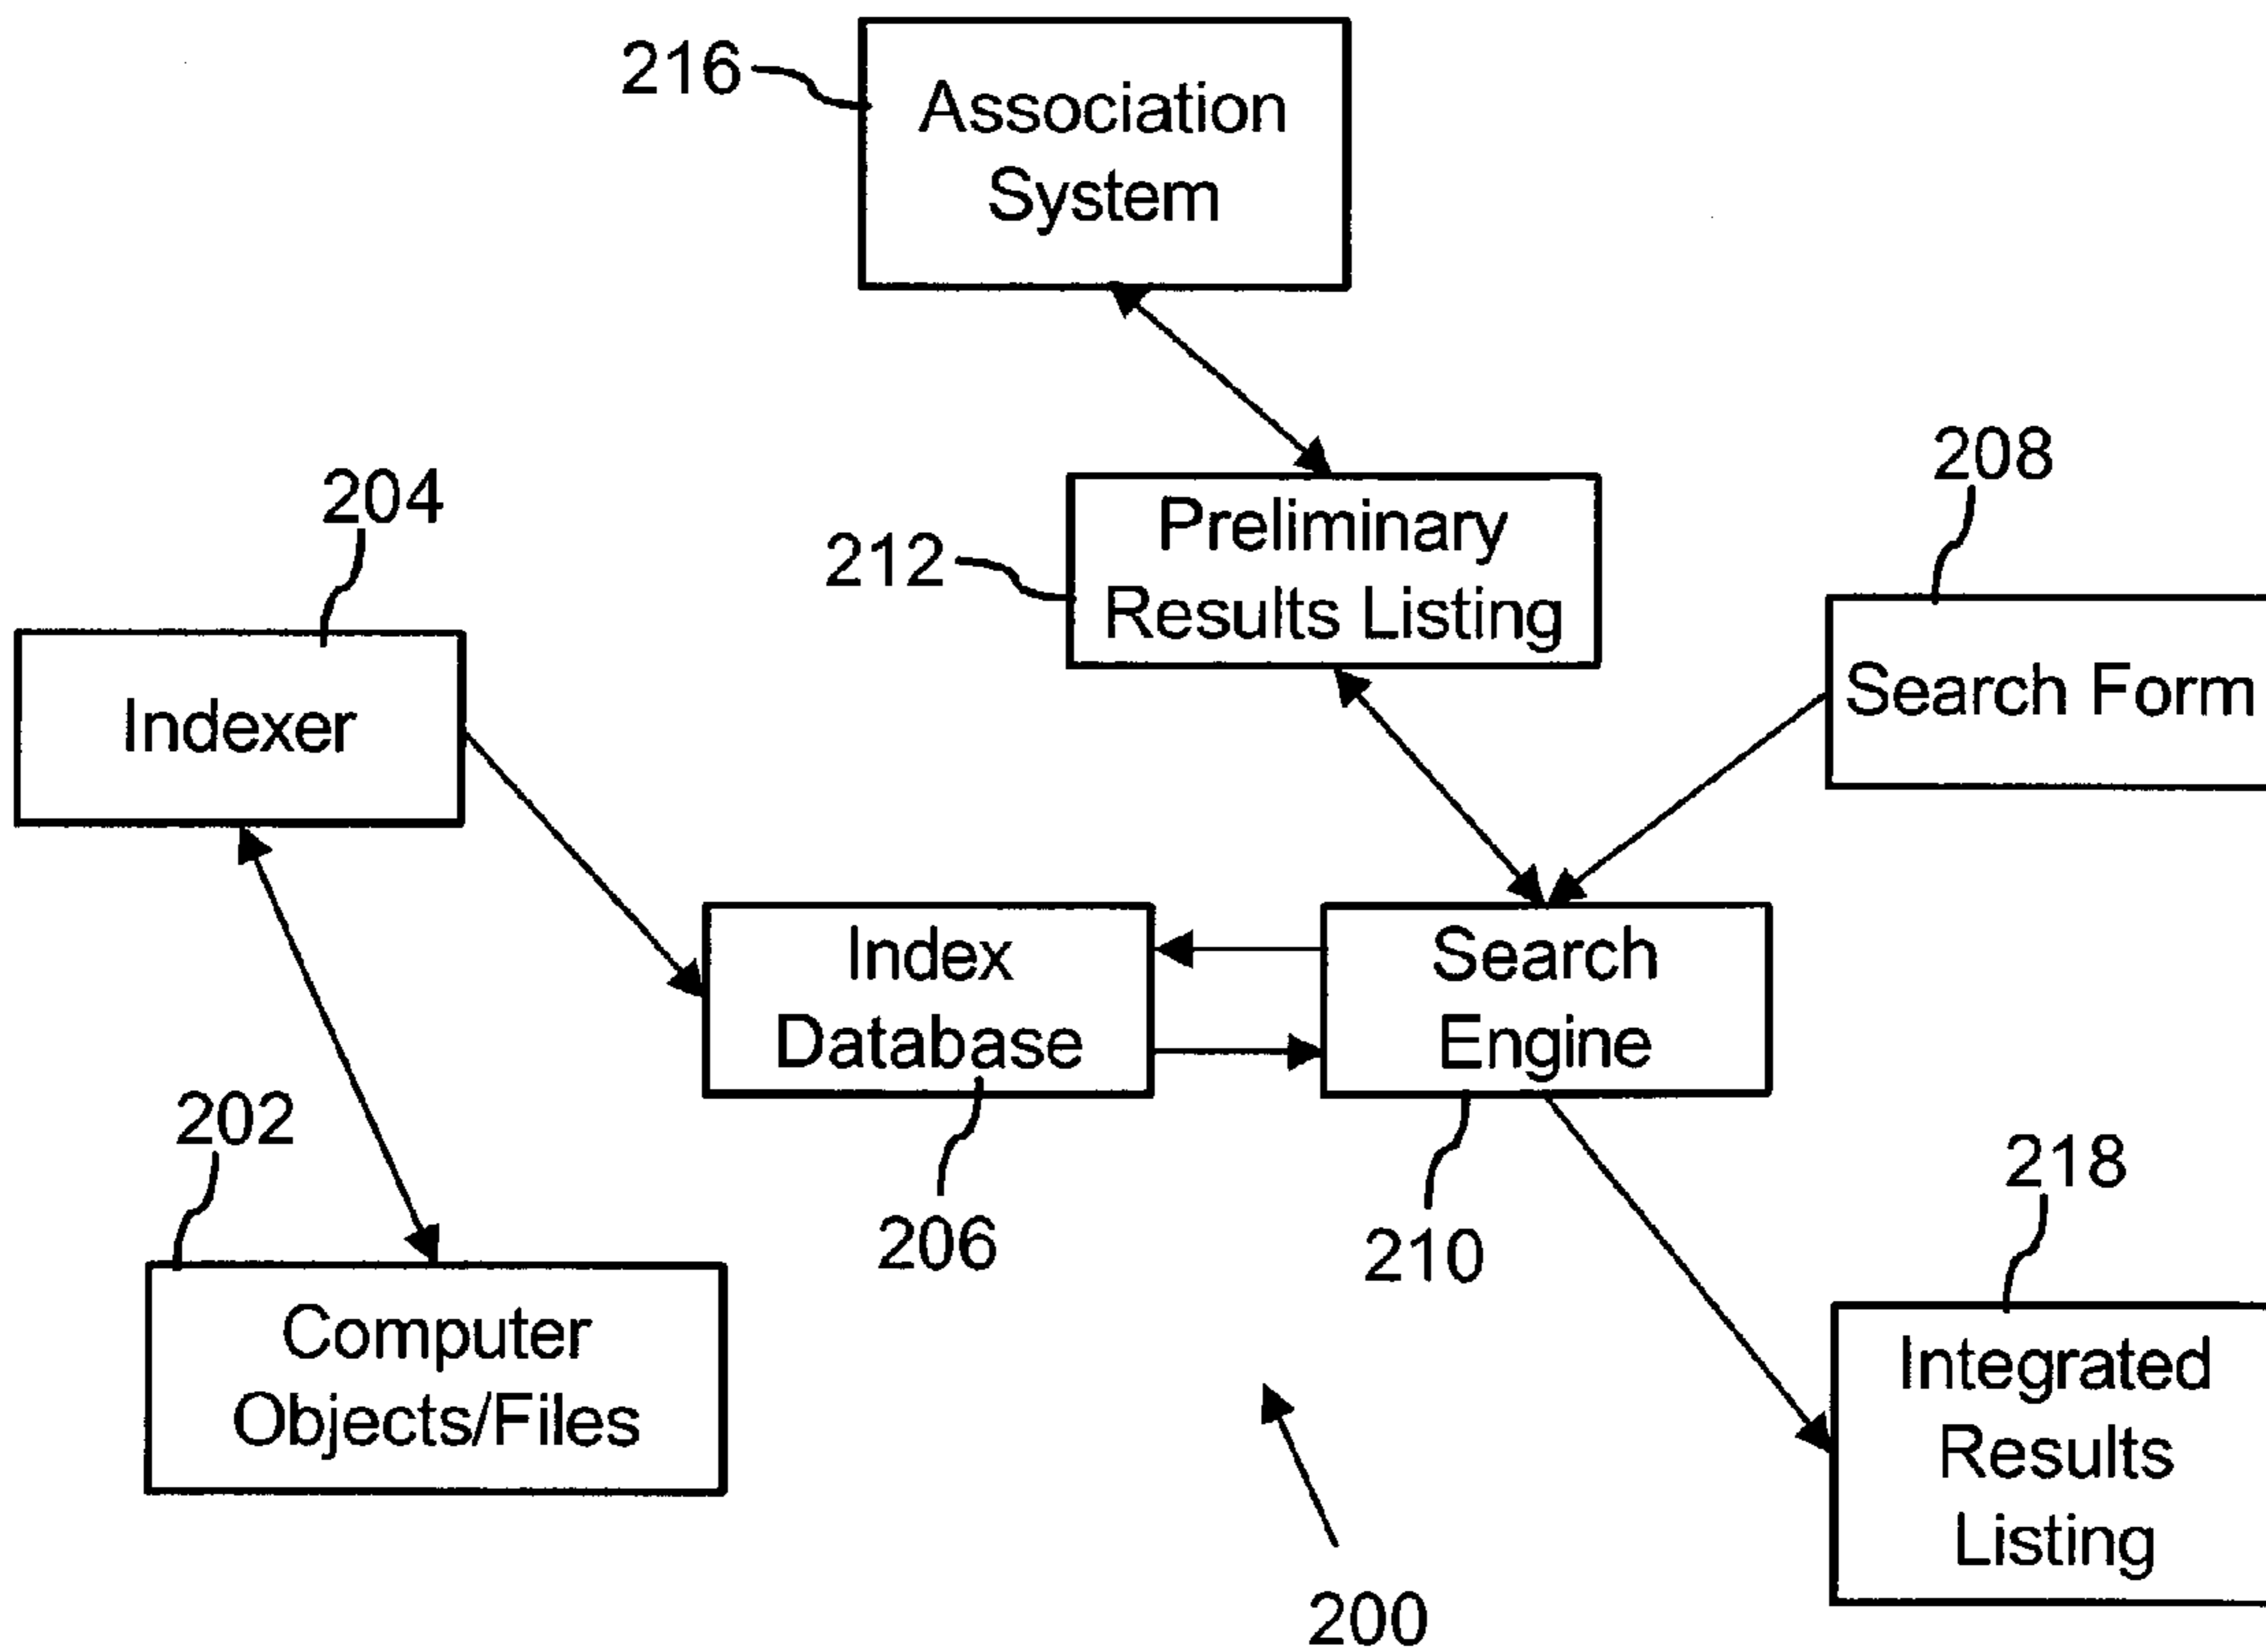 216
Association
System
204
212
Preliminary
Results Listing
208
Search Form
Indexer
Index
Database
Search
Engine
202
206
210
218
Computer
Objects/Files
Integrated
Results
Listing
200